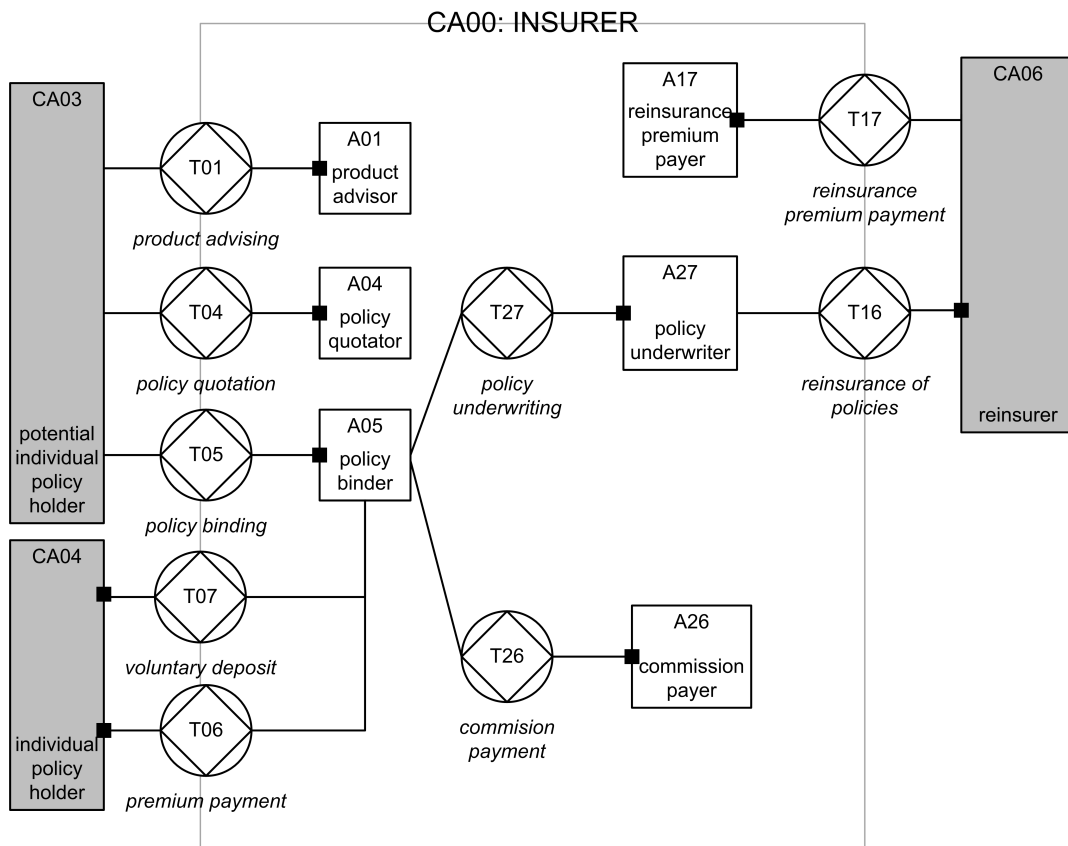 CA00: INSURER
CA03
potential
individual
policy
holder
T01
product advising
A01
product
advisor
T04
policy quotation
A04
policy
quotator
T05
policy binding
A05
policy
binder
CA04
individual
policy
holder
T07
voluntary deposit
T06
premium payment
T27
policy
underwriting
A27
policy
underwriter
T26
commision
payment
A26
commission
payer
A17
reinsurance
premium
payer
T17
reinsurance
premium payment
T16
reinsurance of
policies
CA06
reinsurer